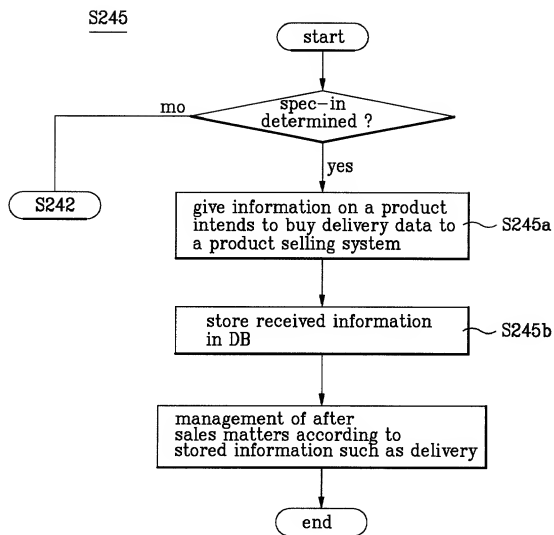 S245
start
spec-in
determined ?
mo
yes
S242
give information on a product
intends to buy delivery data to
a product selling system
S245a
store received information
in DB
S245b
management of after
sales matters according to
stored information such as delivery
end